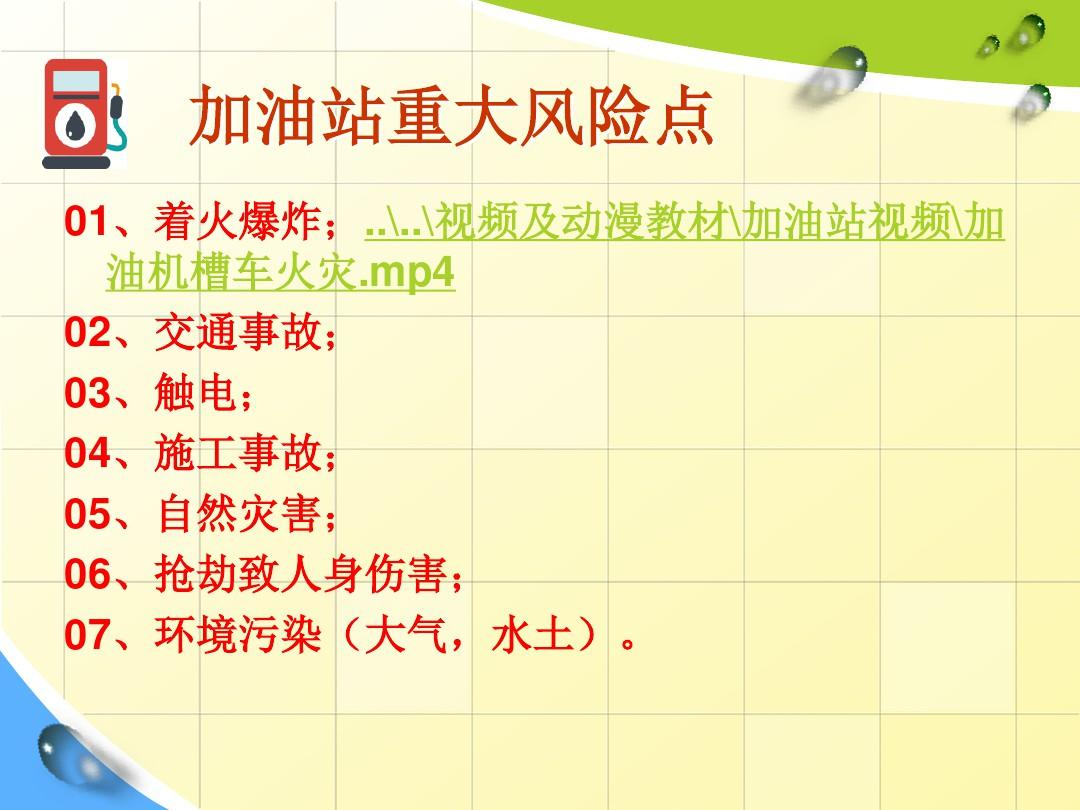 加油站重大风险点
01、着火爆炸；..\..\视频及动漫教材\加油站视频\加
油机槽车火灾.mp4
02、交通事故；
03、触电；
04、施工事故；
05、自然灾害；
06、抢劫致人身伤害；
07、环境污染（大气，水土）。